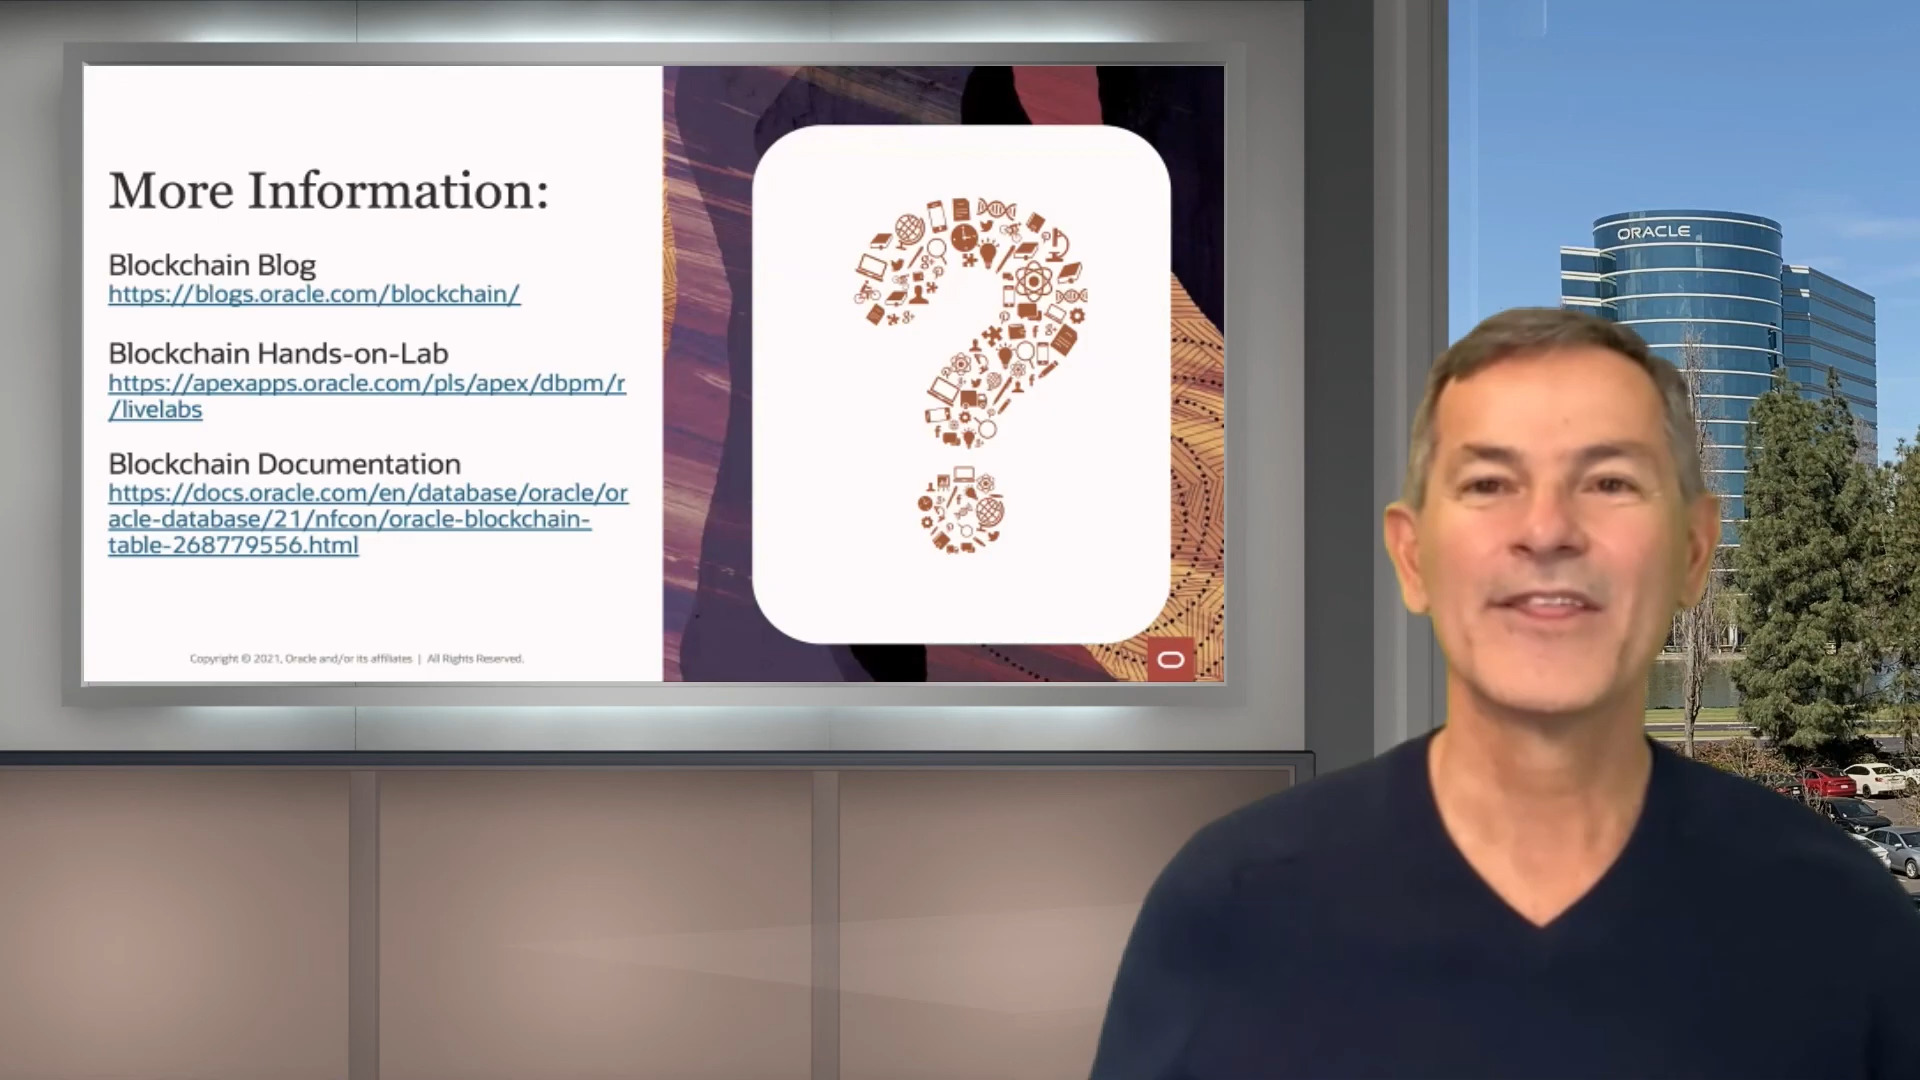 More Information:
Blockchain Blog
https://blogs.oracle.com/blockchain/
Blockchain Hands-on-Lab
https://apexapps.oracle.com/pls/apex/dbpm/r
/livelabs
Blockchain Documentation
https://docs.oracle.com/en/database/oracle/or
acle-database/21/nfcon/oracle-blockchain-
table-268779556.html
Copyright © 2021, Oracle and/or its affiliates | All Rights Reserved.
ORACLE